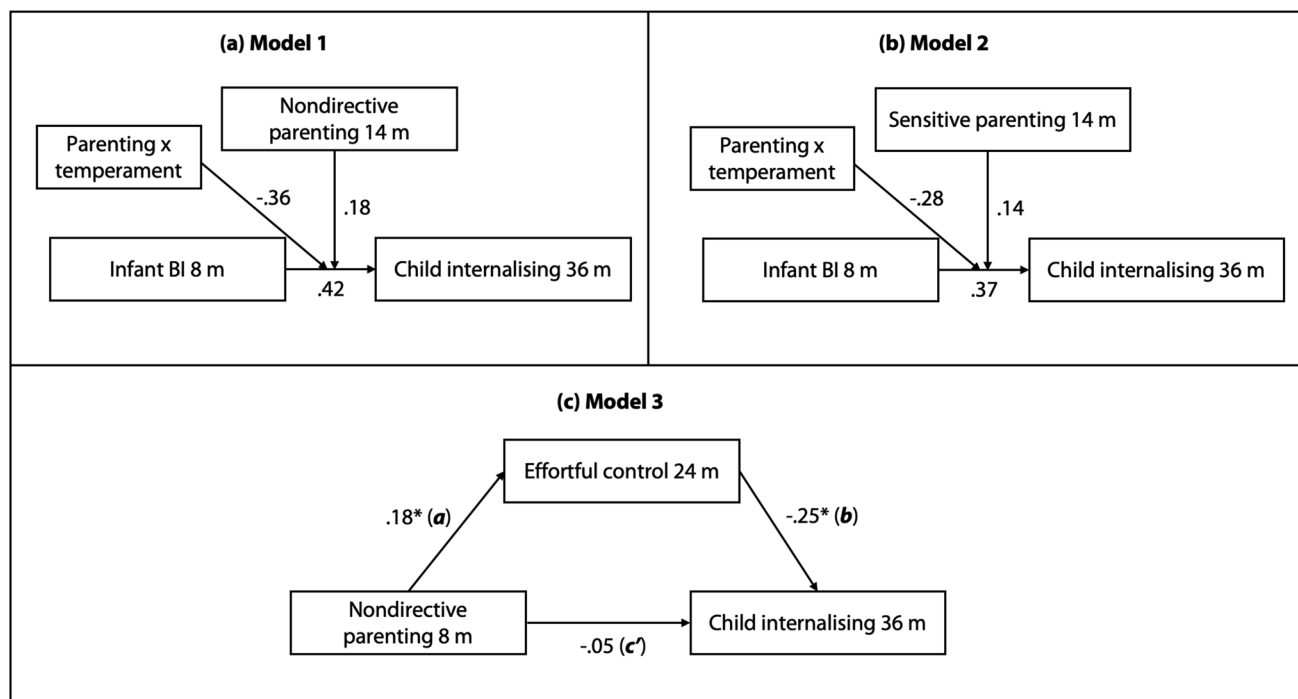 (a) Model 1
Nondirective
parenting 14 m
Parenting x
temperament
-.36
.18
Infant BI 8 m
Child internalising 36 m
.42
(b) Model 2
Sensitive parenting 14 m
Parenting x
temperament
-.28
.14
Infant BI 8 m
Child internalising 36 m
.37
(c) Model 3
Effortful control 24 m
.18* (a)
-.25* (b)
Nondirective
parenting 8 m
Child internalising 36 m
-.05 (c’)